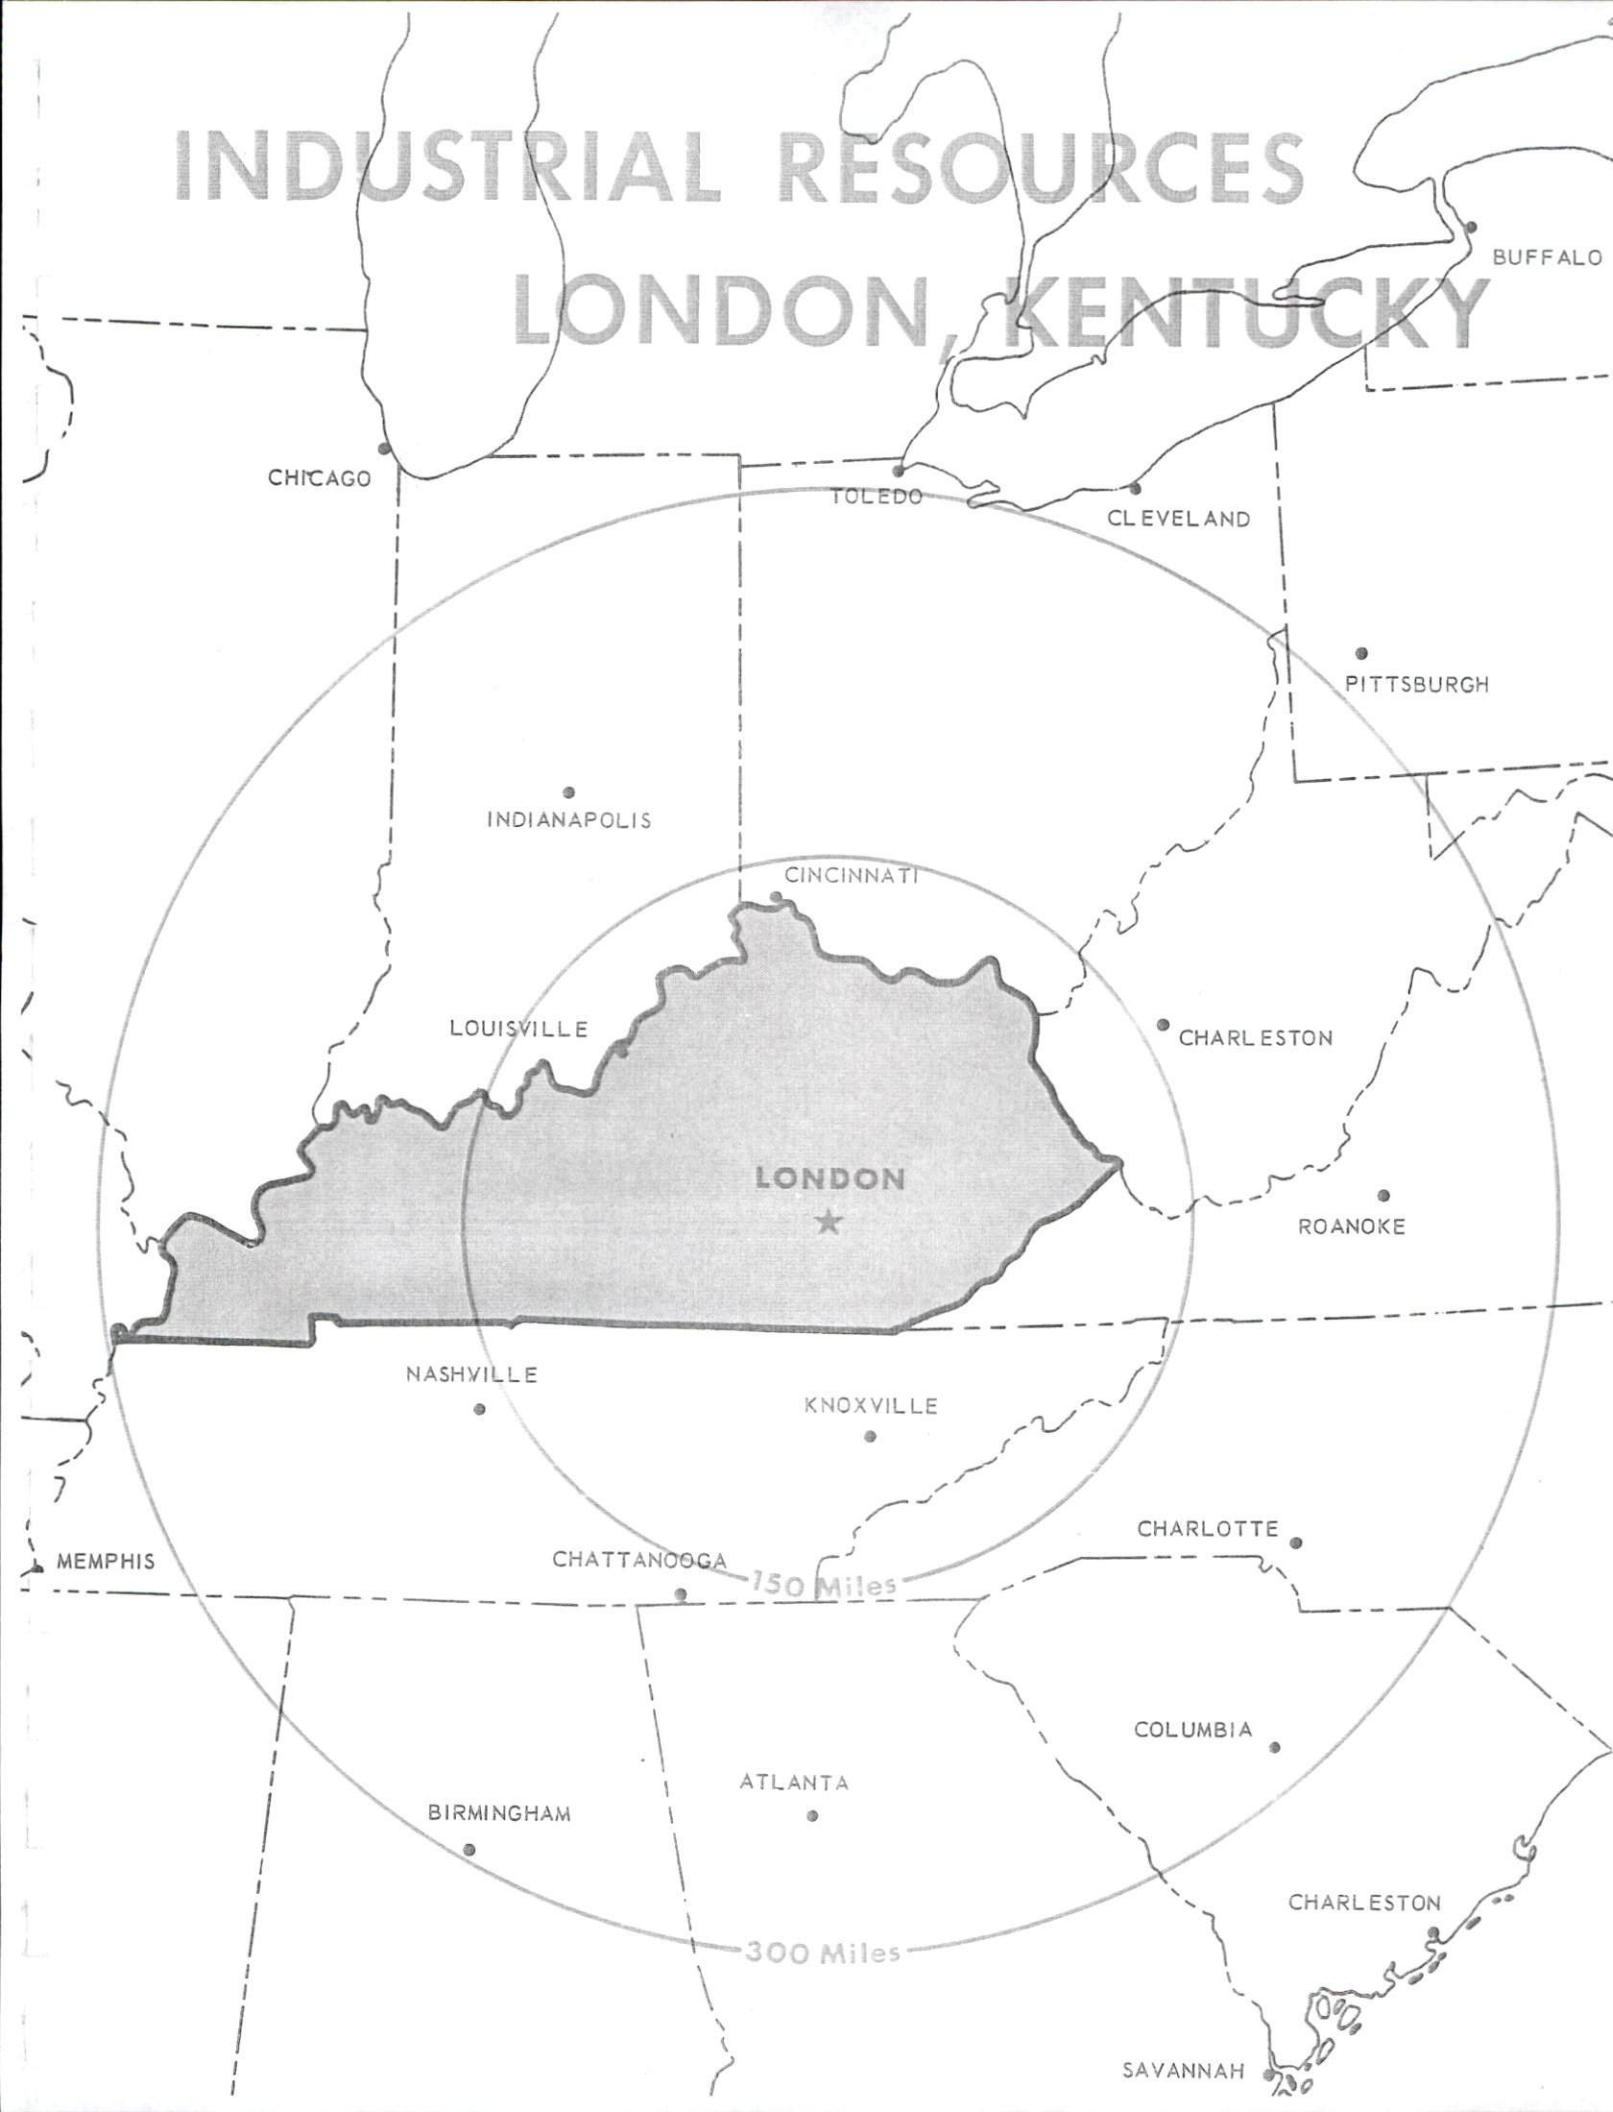 INDUSTRIAL RESOURCES
LONDON, KENTUCKY
BUFFALO
CHICAGO
TOLEDO
CLEVELAND
PITTSBURGH
INDIANAPOLIS
CINCINNATI
LOUISVILLE
CHARLESTON
LONDON
ROANOKE
NASHVILLE
KNOXVILLE
CHARLOTTE
MEMPHIS
CHATTANOOGA
150 Miles
COLUMBIA
ATLANTA
BIRMINGHAM
CHARLESTON
300 Miles
SAVANNAH